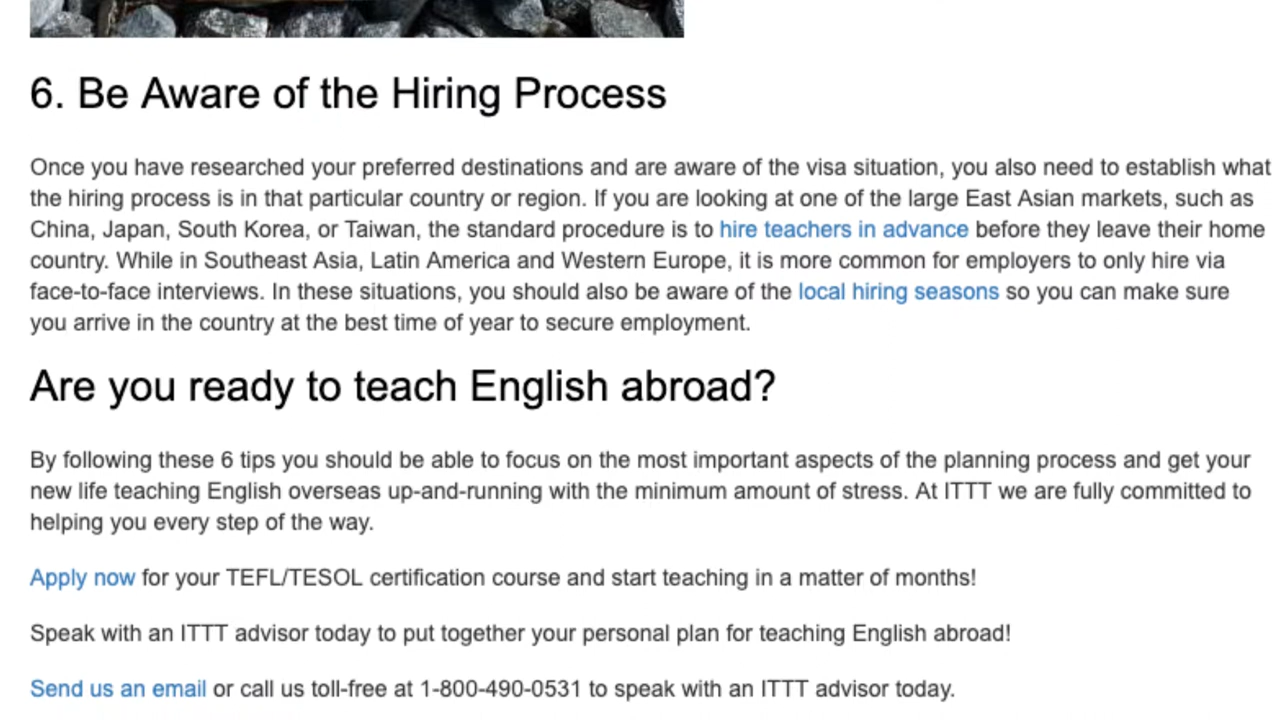 6. Be Aware of the Hiring Process
Once you have researched your preferred destinations and are aware of the visa situation, you also need to establish what
the hiring process is in that particular country or region. If you are looking at one of the large East Asian markets, such as
China, Japan, South Korea, or Taiwan, the standard procedure is to hire teachers in advance before they leave their home
country. While in Southeast Asia, Latin America and Western Europe, it is more common for employers to only hire via
face-to-face interviews. In these situations, you should also be aware of the local hiring seasons so you can make sure
you arrive in the country at the best time of year to secure employment.
Are you ready to teach English abroad?
By following these 6 tips you should be able to focus on the most important aspects of the planning process and get your
new life teaching English overseas up-and-running with the minimum amount of stress. At ITTT we are fully committed to
helping you every step of the way.
Apply now for your TEFL/TESOL certification course and start teaching in a matter of months!
Speak with an ITTT advisor today to put together your personal plan for teaching English abroad!
Send us an email or call us toll-free at 1-800-490-0531 to speak with an ITTT advisor today.